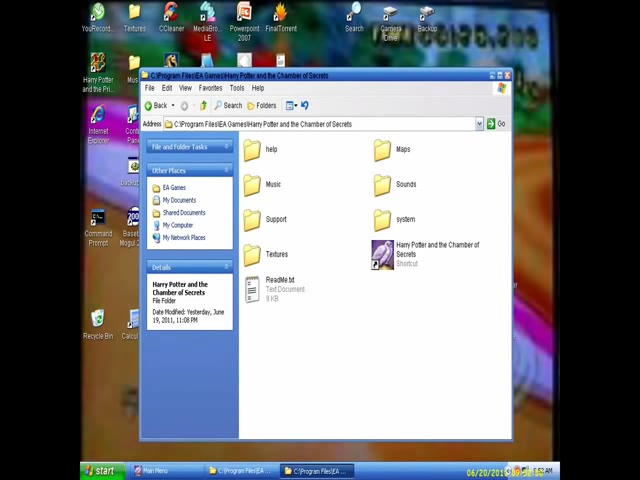 YouRecord...
Textures
CCleaner
MediaBro...
LE
Powerpoint
2007
FinalTorrent
Search
Camera
Drive
Backup
Harry Potter
and the Pri...
Mus
Internet
Explorer
Cont
Pane
backup
Command
Prompt
Baseb
Mogul 2
Recycle Bin
Calcul
C:\Program Files\EA Games\Harry Potter and the Chamber of Secrets
File Edit View Favorites Tools Help
Back Search Folders
Address C:\Program Files\EA Games\Harry Potter and the Chamber of Secrets Go
File and Folder Tasks
Other Places
EA Games
My Documents
Shared Documents
My Computer
My Network Places
Details
Harry Potter and the
Chamber of Secrets
File Folder
Date Modified: Yesterday, June
19, 2011, 11:08 PM
help
Maps
Music
Sounds
Support
system
Textures
Harry Potter and the Chamber of
Secrets
Shortcut
ReadMe.txt
Text Document
9 KB
start
Main Menu
C:\Program Files\EA ...
C:\Program Files\EA ...